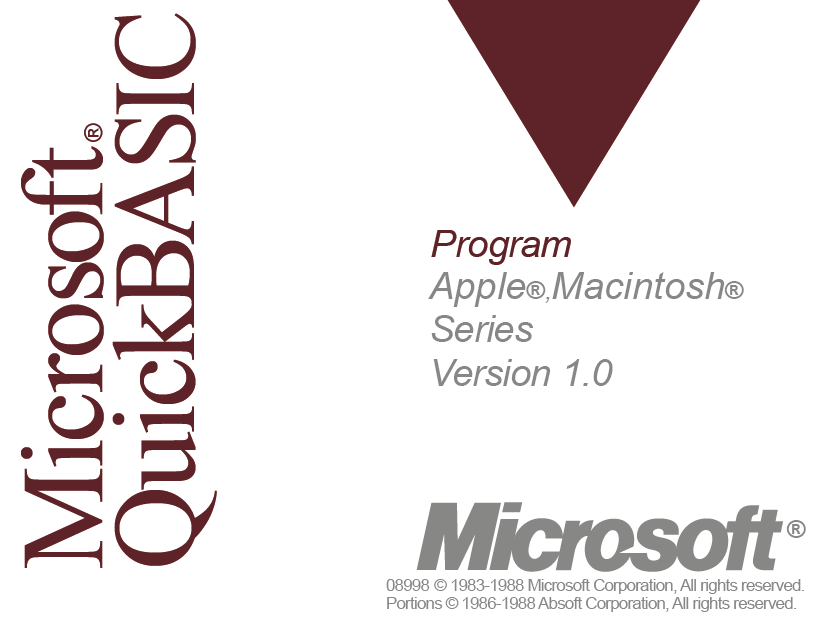 Microsoft®
QuickBASIC
Program
Apple®,Macintosh®
Series
Version 1.0
Microsoft®
08998 © 1983-1988 Microsoft Corporation, All rights reserved.
Portions © 1986-1988 Absoft Corporation, All rights reserved.